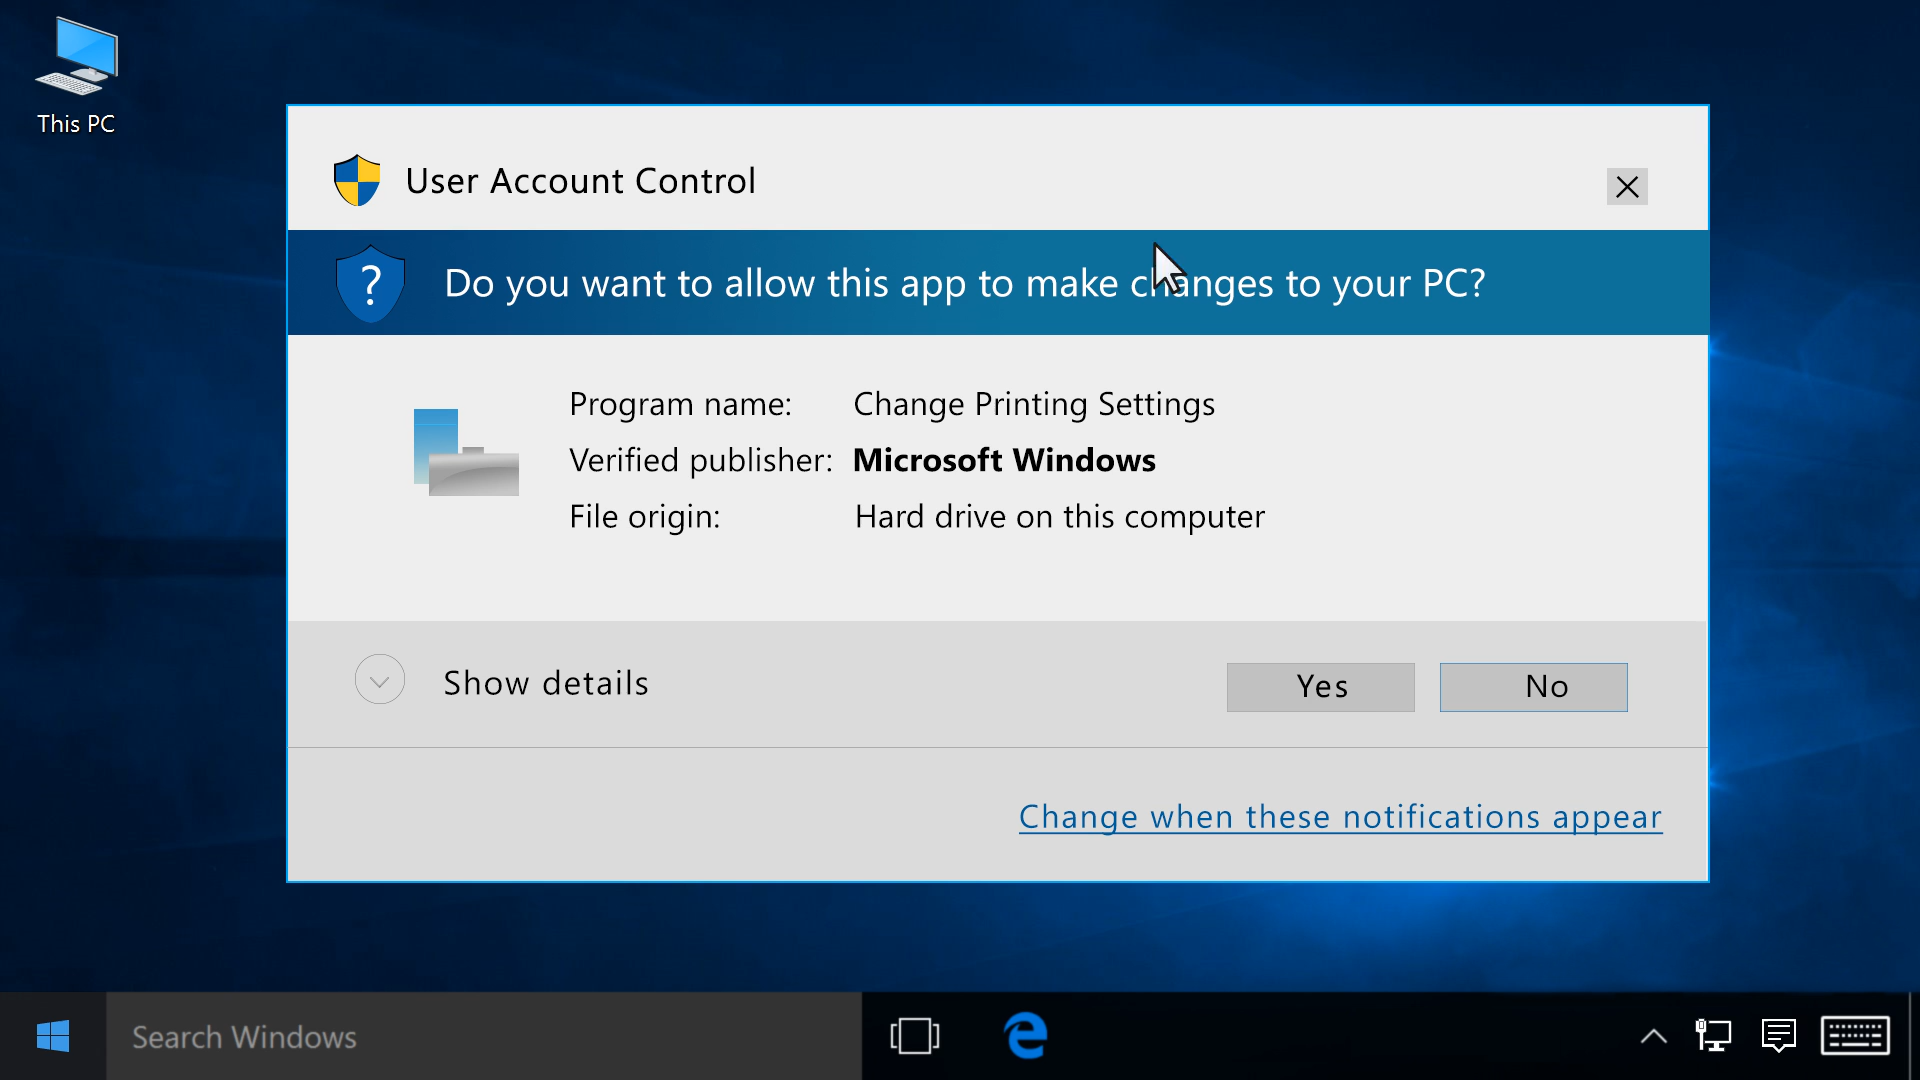 This PC
User Account Control
?
Do you want to allow this app to make changes to your PC?
Program name: Change Printing Settings
Verified publisher: Microsoft Windows
File origin: Hard drive on this computer
Show details Yes No
Change when these notifications appear
Search Windows